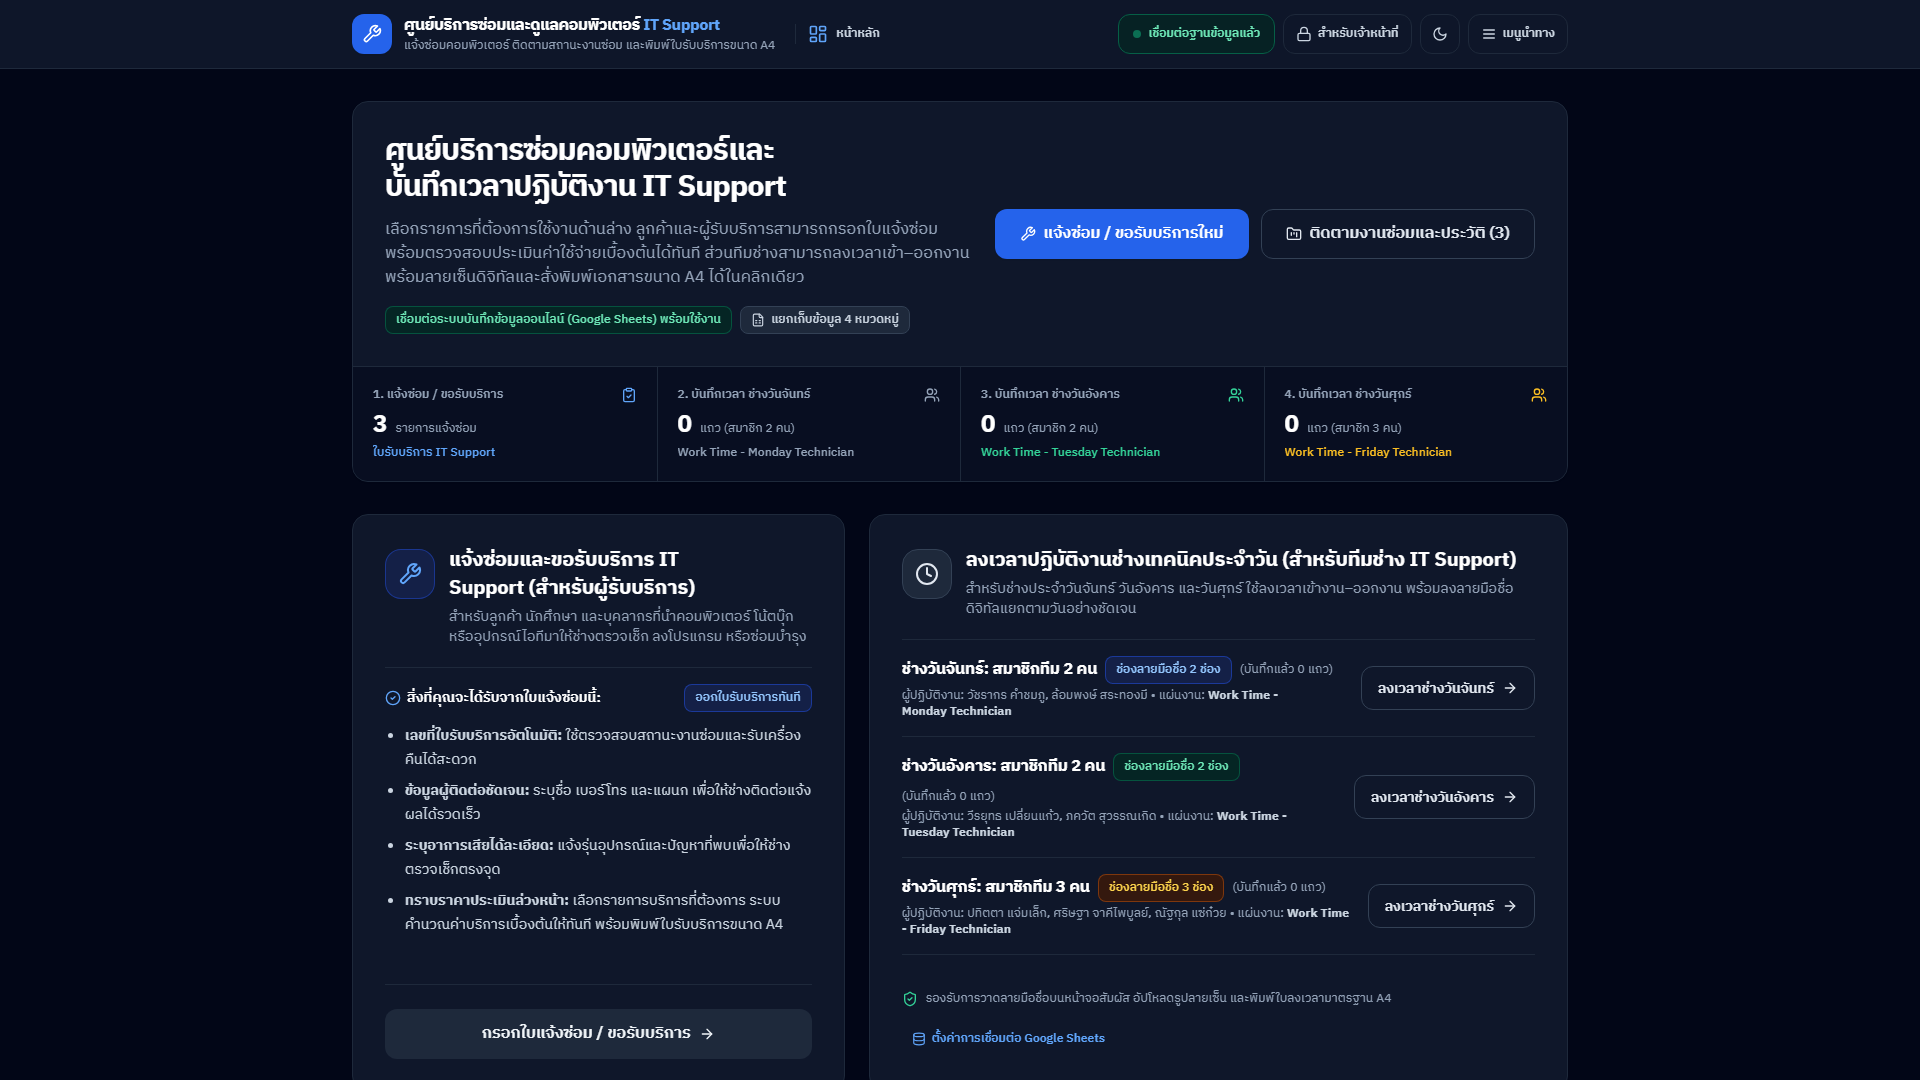 ศูนย์บริการซ่อมและดูแลคอมพิวเตอร์ IT Support
แจ้งซ่อมคอมพิวเตอร์ ติดตามสถานะงานซ่อม และพิมพ์ใบรับบริการขนาด A4
หน้าหลัก
เชื่อมต่อฐานข้อมูลแล้ว
สำหรับเจ้าหน้าที่
เมนูนำทาง
ศูนย์บริการซ่อมคอมพิวเตอร์และ
บันทึกเวลาปฏิบัติงาน IT Support
เลือกรายการที่ต้องการใช้งานด้านล่าง ลูกค้าและผู้รับบริการสามารถกรอกใบแจ้งซ่อม
พร้อมตรวจสอบประเมินค่าใช้จ่ายเบื้องต้นได้ทันที ส่วนทีมช่างสามารถลงเวลาเข้า–ออกงาน
พร้อมลายเซ็นดิจิทัลและสั่งพิมพ์เอกสารขนาด A4 ได้ในคลิกเดียว
แจ้งซ่อม / ขอรับบริการใหม่
ติดตามงานซ่อมและประวัติ (3)
เชื่อมต่อระบบบันทึกข้อมูลออนไลน์ (Google Sheets) พร้อมใช้งาน
แยกเก็บข้อมูล 4 หมวดหมู่
1. แจ้งซ่อม / ขอรับบริการ
3 รายการแจ้งซ่อม
ใบรับบริการ IT Support
2. บันทึกเวลา ช่างวันจันทร์
0 แถว (สมาชิก 2 คน)
Work Time - Monday Technician
3. บันทึกเวลา ช่างวันอังคาร
0 แถว (สมาชิก 2 คน)
Work Time - Tuesday Technician
4. บันทึกเวลา ช่างวันศุกร์
0 แถว (สมาชิก 3 คน)
Work Time - Friday Technician
แจ้งซ่อมและขอรับบริการ IT
Support (สำหรับผู้รับบริการ)
สำหรับลูกค้า นักศึกษา และบุคลากรที่นำคอมพิวเตอร์ โน้ตบุ๊ก
หรืออุปกรณ์ไอทีมาให้ช่างตรวจเช็ก ลงโปรแกรม หรือซ่อมบำรุง
สิ่งที่คุณจะได้รับจากใบแจ้งซ่อมนี้:
ออกใบรับบริการทันที
• เลขที่ใบรับบริการอัตโนมัติ: ใช้ตรวจสอบสถานะงานซ่อมและรับเครื่อง
คืนได้สะดวก
• ข้อมูลผู้ติดต่อชัดเจน: ระบุชื่อ เบอร์โทร และแผนก เพื่อให้ช่างติดต่อแจ้ง
ผลได้รวดเร็ว
• ระบุอาการเสียได้ละเอียด: แจ้งรุ่นอุปกรณ์และปัญหาที่พบเพื่อให้ช่าง
ตรวจเช็กตรงจุด
• ทราบราคาประเมินล่วงหน้า: เลือกรายการบริการที่ต้องการ ระบบ
คำนวณค่าบริการเบื้องต้นให้ทันที พร้อมพิมพ์ใบรับบริการขนาด A4
กรอกใบแจ้งซ่อม / ขอรับบริการ →
ลงเวลาปฏิบัติงานช่างเทคนิคประจำวัน (สำหรับทีมช่าง IT Support)
สำหรับช่างประจำวันจันทร์ วันอังคาร และวันศุกร์ ใช้ลงเวลาเข้างาน–ออกงาน พร้อมลงลายมือชื่อ
ดิจิทัลแยกตามวันอย่างชัดเจน
ช่างวันจันทร์: สมาชิกทีม 2 คน ช่องลายมือชื่อ 2 ช่อง (บันทึกแล้ว 0 แถว)
ผู้ปฏิบัติงาน: วัชรากร คำชมภู, ล้อมพงษ์ สระทองมี • แผ่นงาน: Work Time -
Monday Technician
ลงเวลาช่างวันจันทร์ →
ช่างวันอังคาร: สมาชิกทีม 2 คน ช่องลายมือชื่อ 2 ช่อง
(บันทึกแล้ว 0 แถว)
ผู้ปฏิบัติงาน: วีรยุทธ เปลี่ยนแก้ว, ภควัต สุวรรณเกิด • แผ่นงาน: Work Time -
Tuesday Technician
ลงเวลาช่างวันอังคาร →
ช่างวันศุกร์: สมาชิกทีม 3 คน ช่องลายมือชื่อ 3 ช่อง (บันทึกแล้ว 0 แถว)
ผู้ปฏิบัติงาน: ปทิตตา แจ่มเล็ก, ศริษฐา จาคีไพบูลย์, ณัฐกุล แซ่ก๋วย • แผ่นงาน: Work Time
- Friday Technician
ลงเวลาช่างวันศุกร์ →
รองรับการวาดลายมือชื่อบนหน้าจอสัมผัส อัปโหลดรูปลายเซ็น และพิมพ์ใบลงเวลามาตรฐาน A4
ตั้งค่าการเชื่อมต่อ Google Sheets